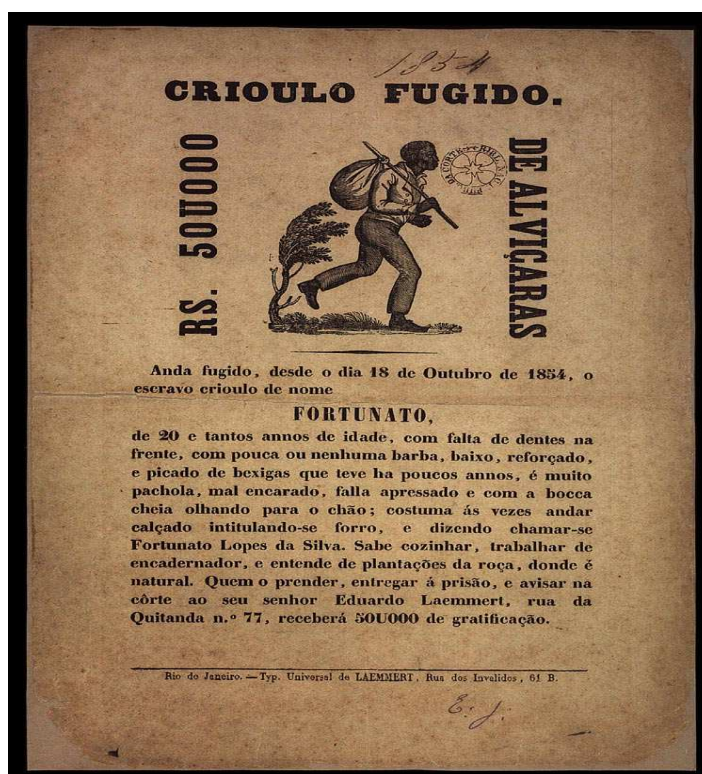 1854
CRIOULO FUGIDO.
RS. 50U000
DE ALVIÇARAS
Anda fugido, desde o dia 18 de Outubro de 1854, o
escravo crioulo de nome
FORTUNATO,
de 20 e tantos annos de idade, com falta de dentes na
frente, com pouca ou nenhuma barba, baixo, reforçado,
e picado de bexigas que teve ha poucos annos, é muito
pachola, mal encarado, falla apressado e com a bocca
cheia olhando para o chão; costuma ás vezes andar
calçado intitulando-se forro, e dizendo chamar-se
Fortunato Lopes da Silva. Sabe cozinhar, trabalhar de
encadernador, e entende de plantações da roça, donde é
natural. Quem o prender, entregar á prisão, e avisar na
côrte ao seu senhor Eduardo Laemmert, rua da
Quitanda n.º 77, receberá 50U000 de gratificação.
Rio de Janeiro. — Typ. Universal de LAEMMERT, Rua dos Invalidos, 61 B.